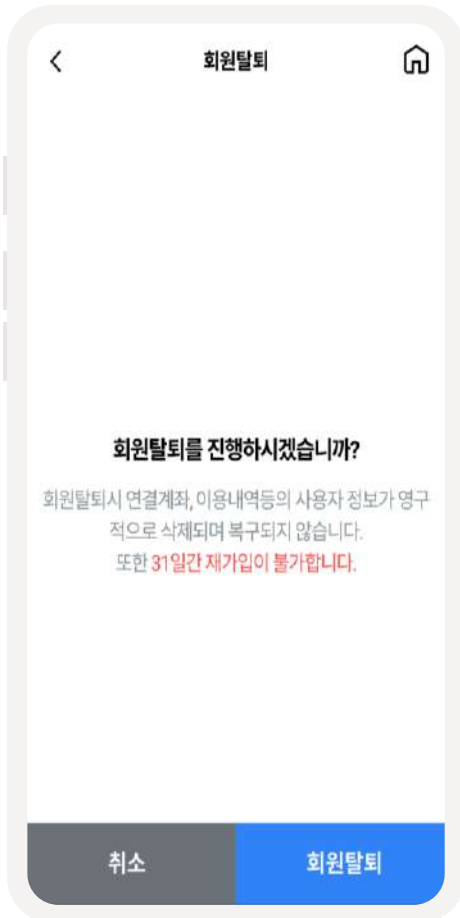 회원탈퇴
회원탈퇴를 진행하시겠습니까?
회원탈퇴시 연결계좌, 이용내역등의 사용자 정보가 영구
적으로 삭제되며 복구되지 않습니다.
또한 31일간 재가입이 불가합니다.
취소
회원탈퇴